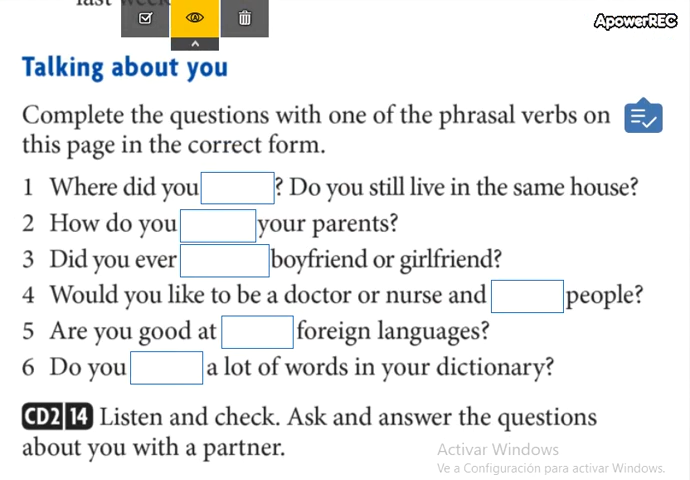 last week
ApowerREC
Talking about you
Complete the questions with one of the phrasal verbs on
this page in the correct form.
1 Where did you ? Do you still live in the same house?
2 How do you your parents?
3 Did you ever boyfriend or girlfriend?
4 Would you like to be a doctor or nurse and people?
5 Are you good at foreign languages?
6 Do you a lot of words in your dictionary?
CD2 14 Listen and check. Ask and answer the questions
about you with a partner.
Activar Windows
Ve a Configuración para activar Windows.